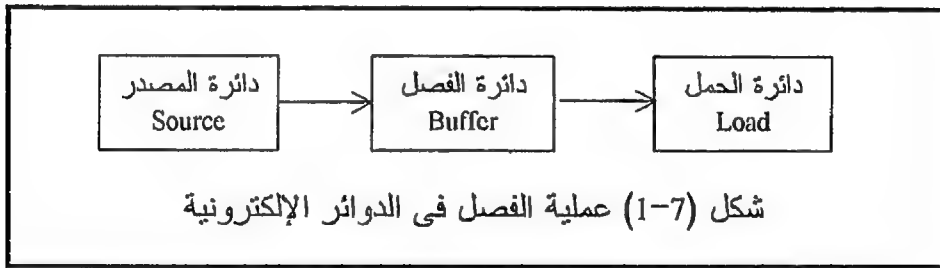 دائرة المصدر
Source
دائرة الفصل
Buffer
دائرة الحمل
Load
شكل (7-1) عملية الفصل فى الدوائر الإلكترونية